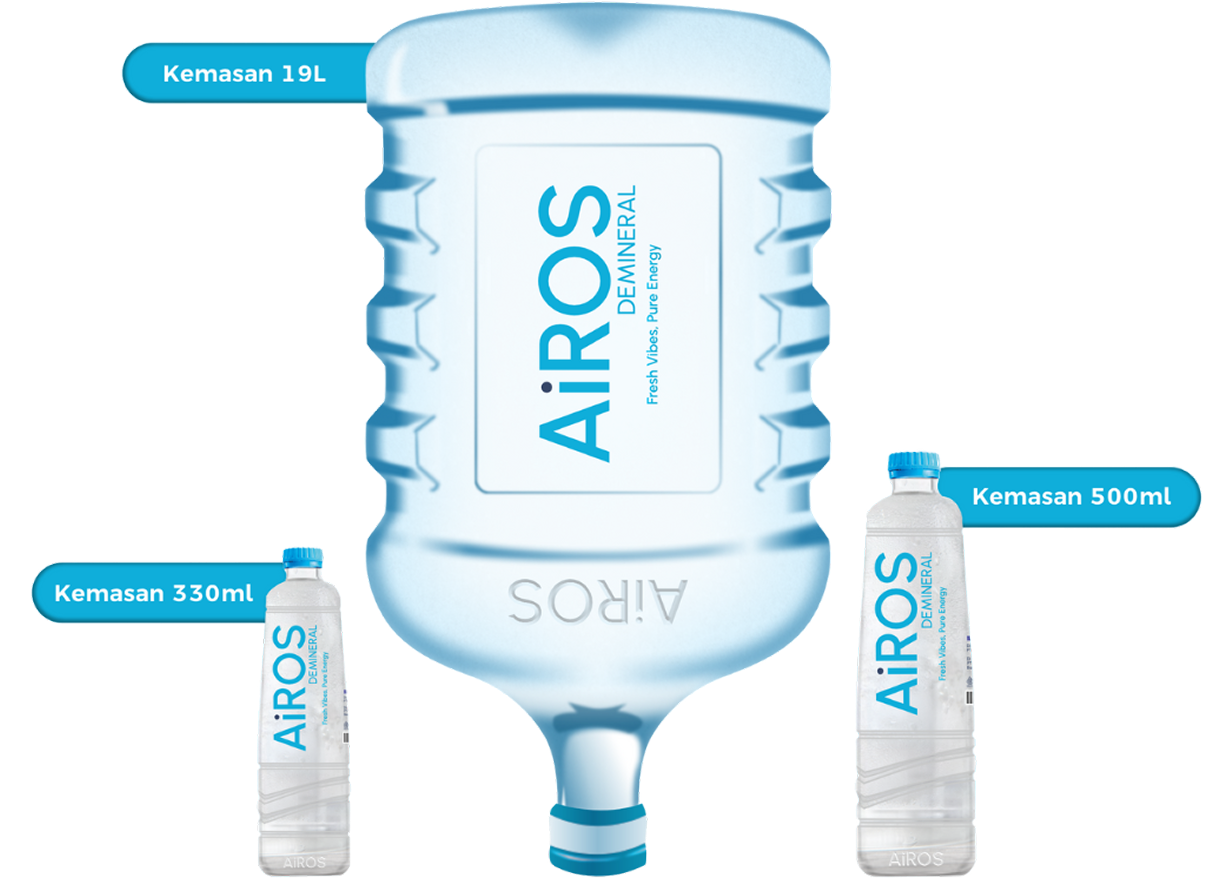 Kemasan 19L
AiROS
DEMINERAL
Fresh Vibes, Pure Energy
AiROS
Kemasan 500ml
AiROS
DEMINERAL
Fresh Vibes, Pure Energy
AiROS
Kemasan 330ml
AiROS
DEMINERAL
Fresh Vibes, Pure Energy
AiROS